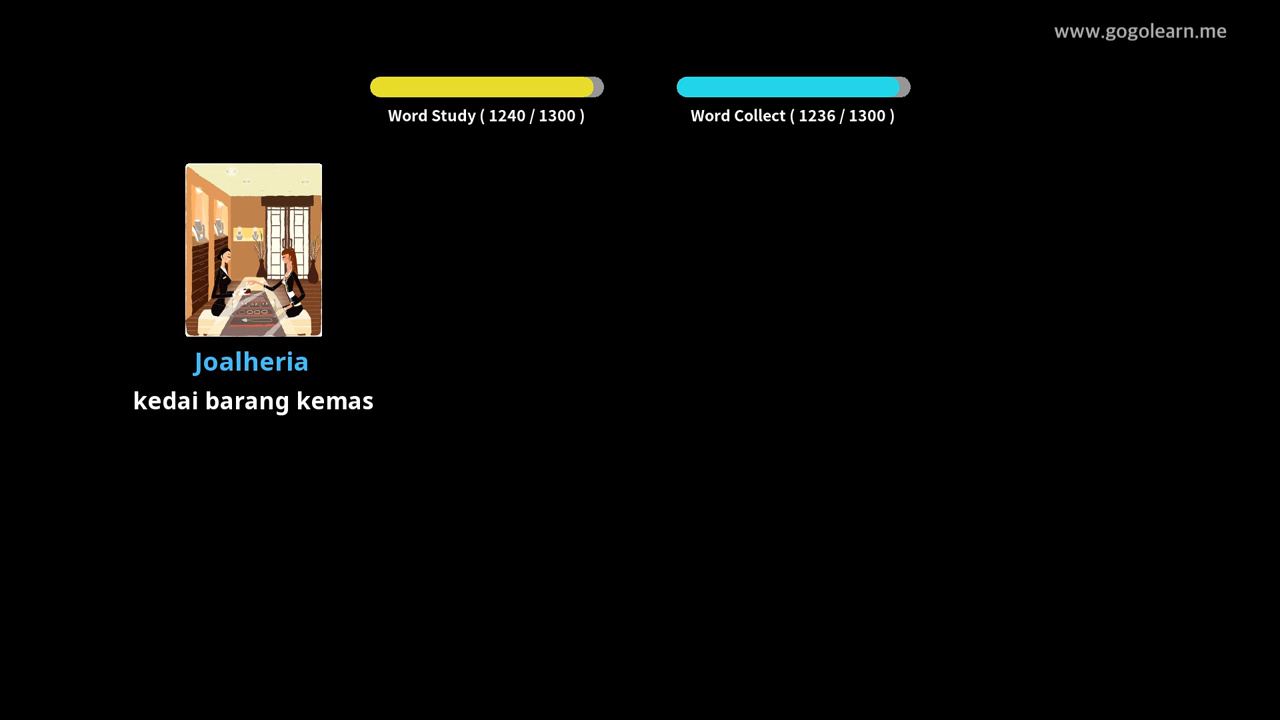 www.gogolearn.me
Word Study ( 1240 / 1300 )
Word Collect ( 1236 / 1300 )
Joalheria
kedai barang kemas